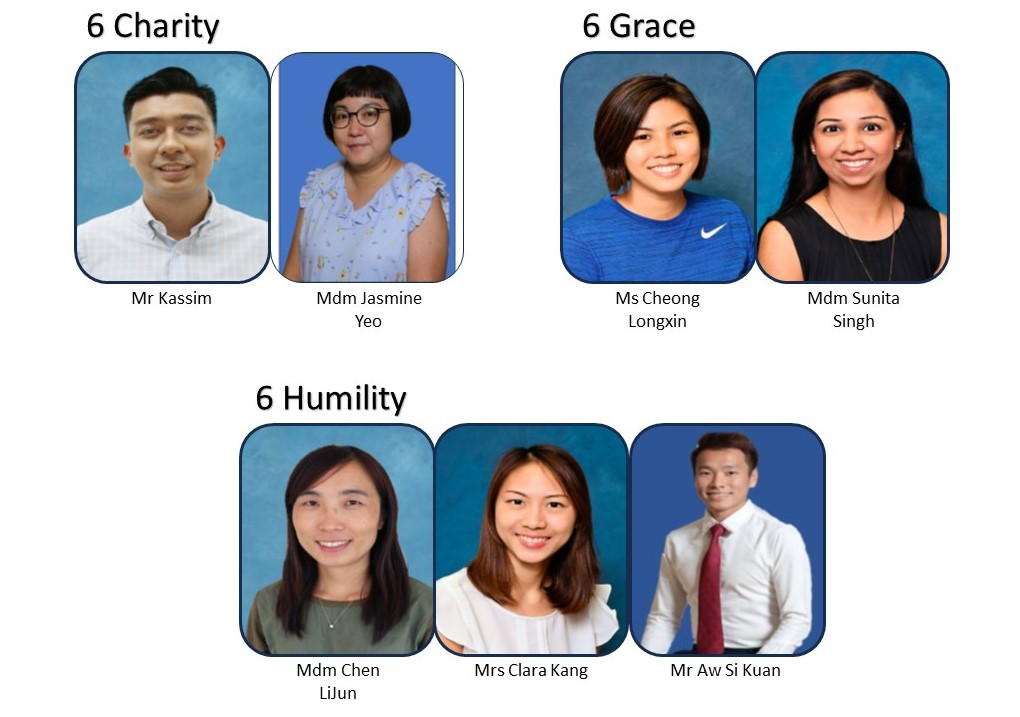 6 Charity
6 Grace
Mr Kassim
Mdm Jasmine
Yeo
Ms Cheong
Longxin
Mdm Sunita
Singh
6 Humility
Mdm Chen
LiJun
Mrs Clara Kang
Mr Aw Si Kuan